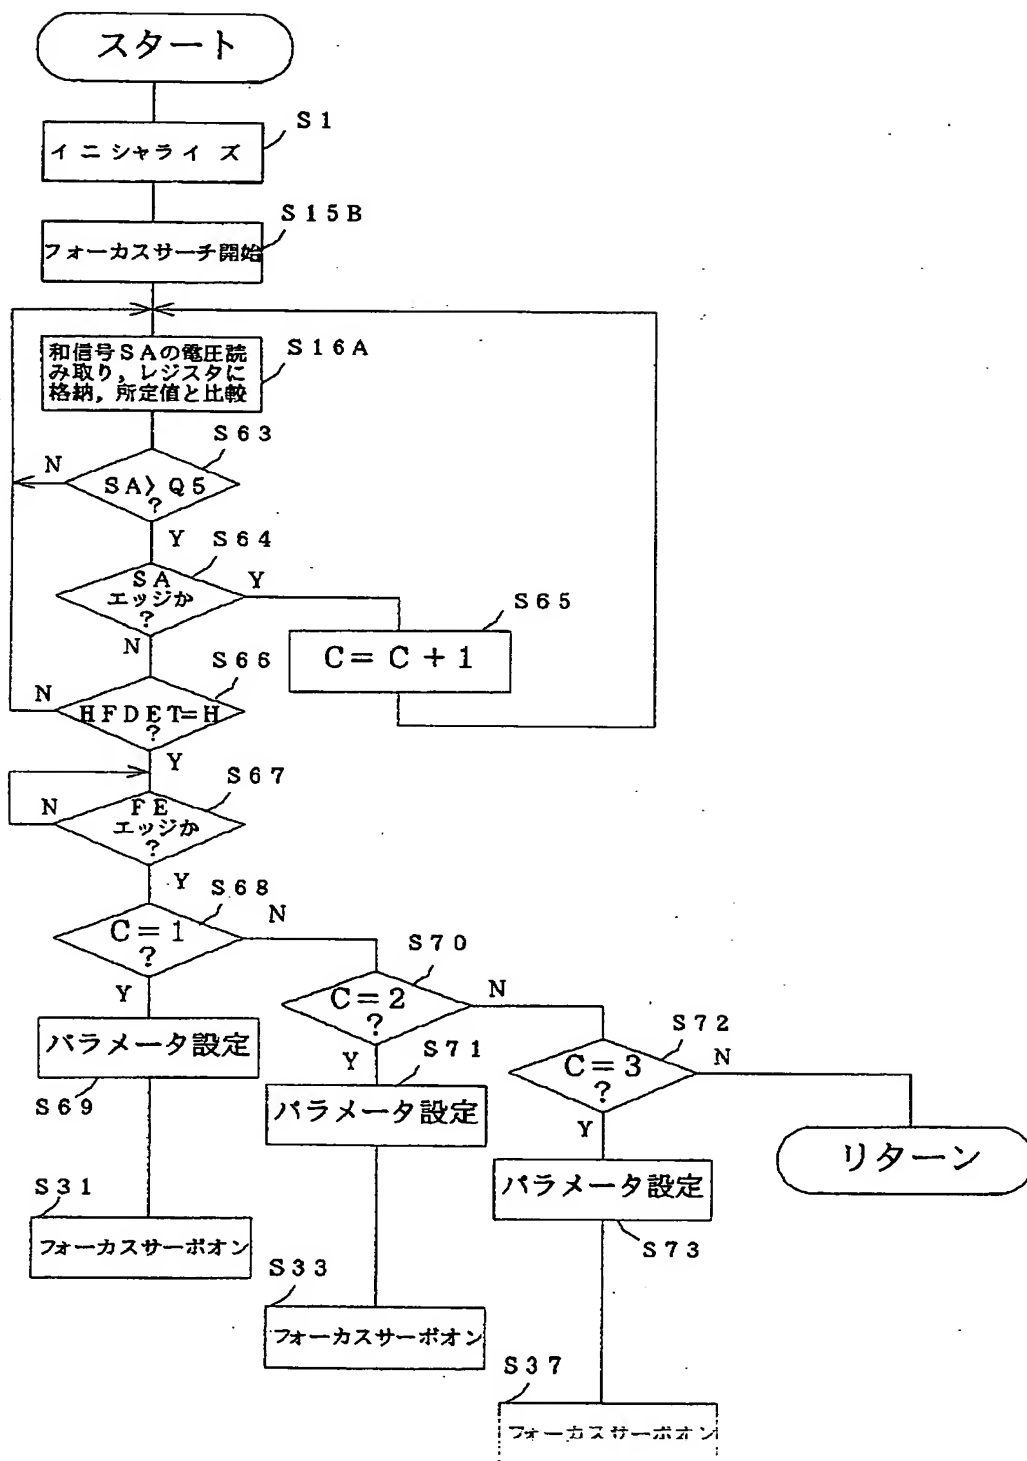 スタート
S1
イニシャライズ
S15B
フォーカスサーチ開始
S16A
和信号SAの電圧読
み取り,レジスタに
格納,所定値と比較
S63
N
SA>Q5
?
Y
S64
SA
エッジか
?
Y
S65
C=C+1
N
S66
N
HFDET=H
?
Y
S67
N
FE
エッジか
?
Y
S68
C=1
?
N
S70
Y
C=2
?
N
S72
パラメータ設定
S69
Y
S71
C=3
?
N
パラメータ設定
Y
リターン
パラメータ設定
S73
S31
フォーカスサーボオン
S33
フォーカスサーボオン
S37
フォーカスサーボオン